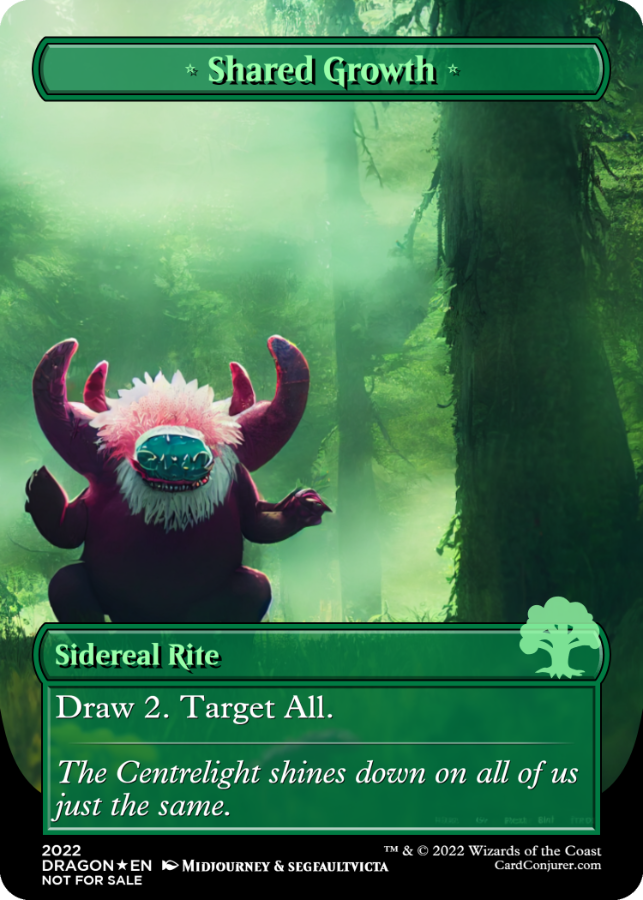 ⭐ Shared Growth ⭐
Sidereal Rite
Draw 2. Target All.
The Centrelight shines down on all of us
just the same.
2022
DRAGON★EN MIDJOURNEY & SEGFAULTVICTA
NOT FOR SALE
™ & © 2022 Wizards of the Coast
CardConjurer.com